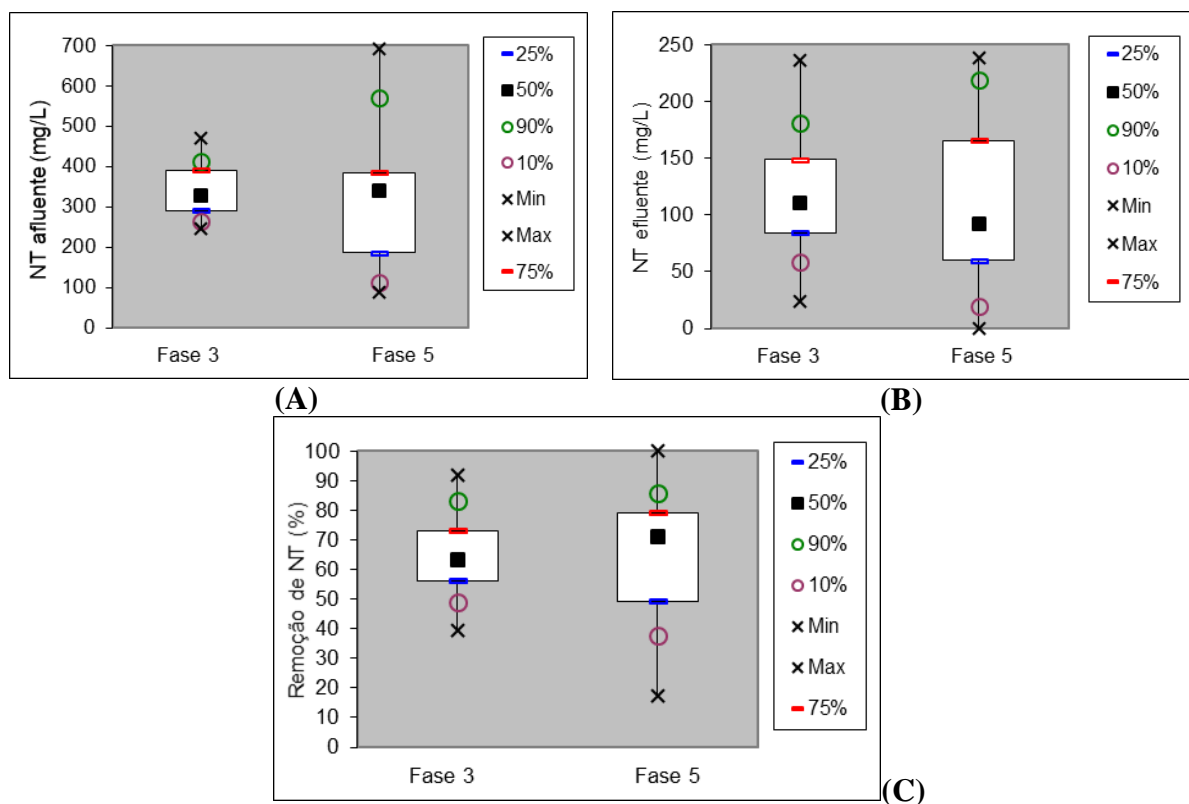 NT afluente (mg/L)
700
600
500
400
300
200
100
0
Fase 3
Fase 5
25%
50%
90%
10%
Min
Max
75%
(A)
NT efluente (mg/L)
250
200
150
100
50
0
Fase 3
Fase 5
25%
50%
90%
10%
Min
Max
75%
(B)
Remoção de NT (%)
100
90
80
70
60
50
40
30
20
10
0
Fase 3
Fase 5
25%
50%
90%
10%
Min
Max
75%
(C)